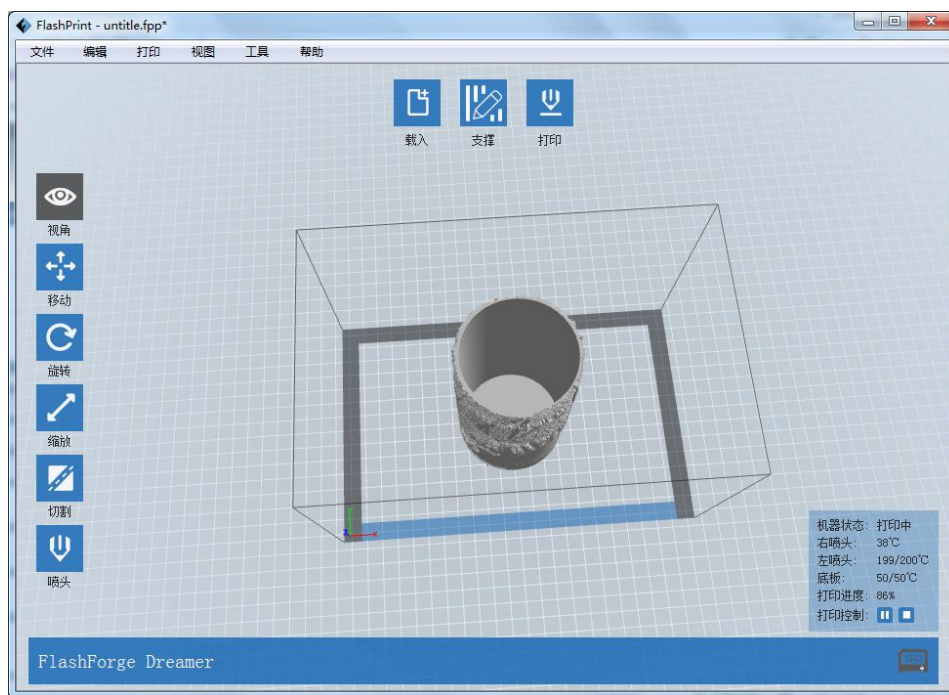 FlashPrint - untitle.fpp*
文件 编辑 打印 视图 工具 帮助
载入 支撑 打印
视角
移动
旋转
缩放
切割
喷头
机器状态: 打印中
右喷头: 38℃
左喷头: 199/200℃
底板: 50/50℃
打印进度: 86%
打印控制:
FlashForge Dreamer